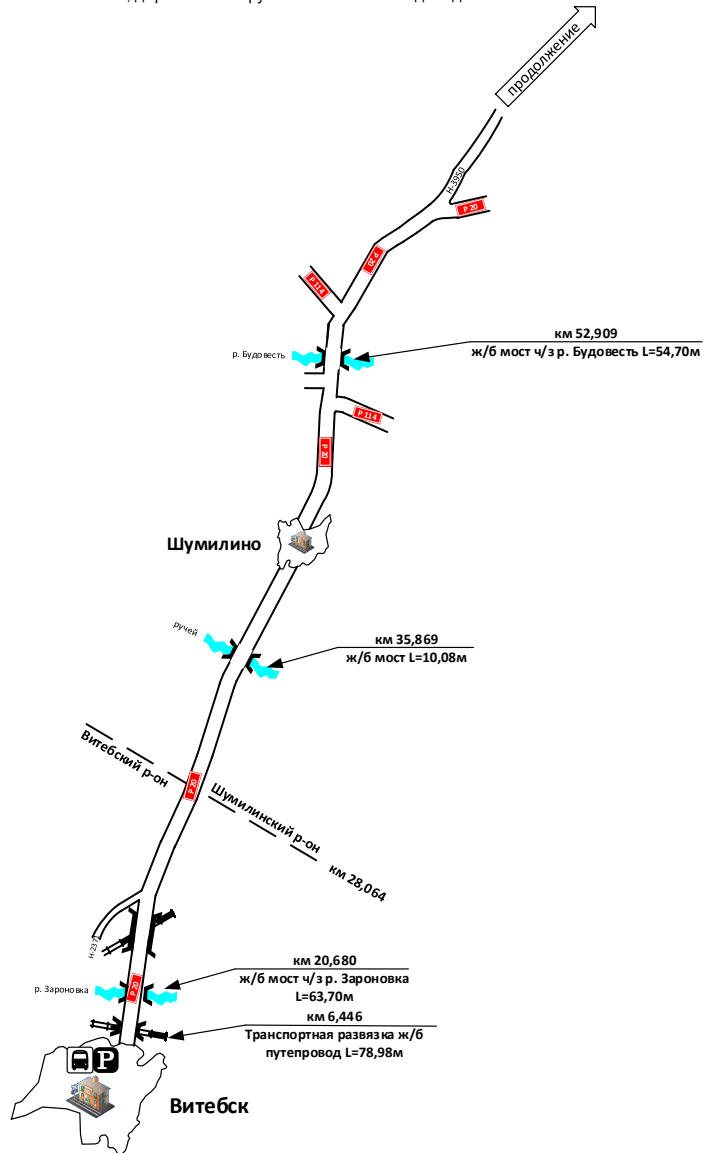 продолжение
Н-3950
Р 20
Р 20
Р 114
км 52,909
р. Будовесть
ж/б мост ч/з р. Будовесть L=54,70м
Р 114
Р 20
Шумилино
ручей
км 35,869
ж/б мост L=10,08м
Витебский р-он
Р 20
Шумилинский р-он
км 28,064
км 20,680
ж/б мост ч/з р. Зароновка
L=63,70м
р. Зароновка
Р 20
км 6,446
Транспортная развязка ж/б
путепровод L=78,98м
P
Витебск